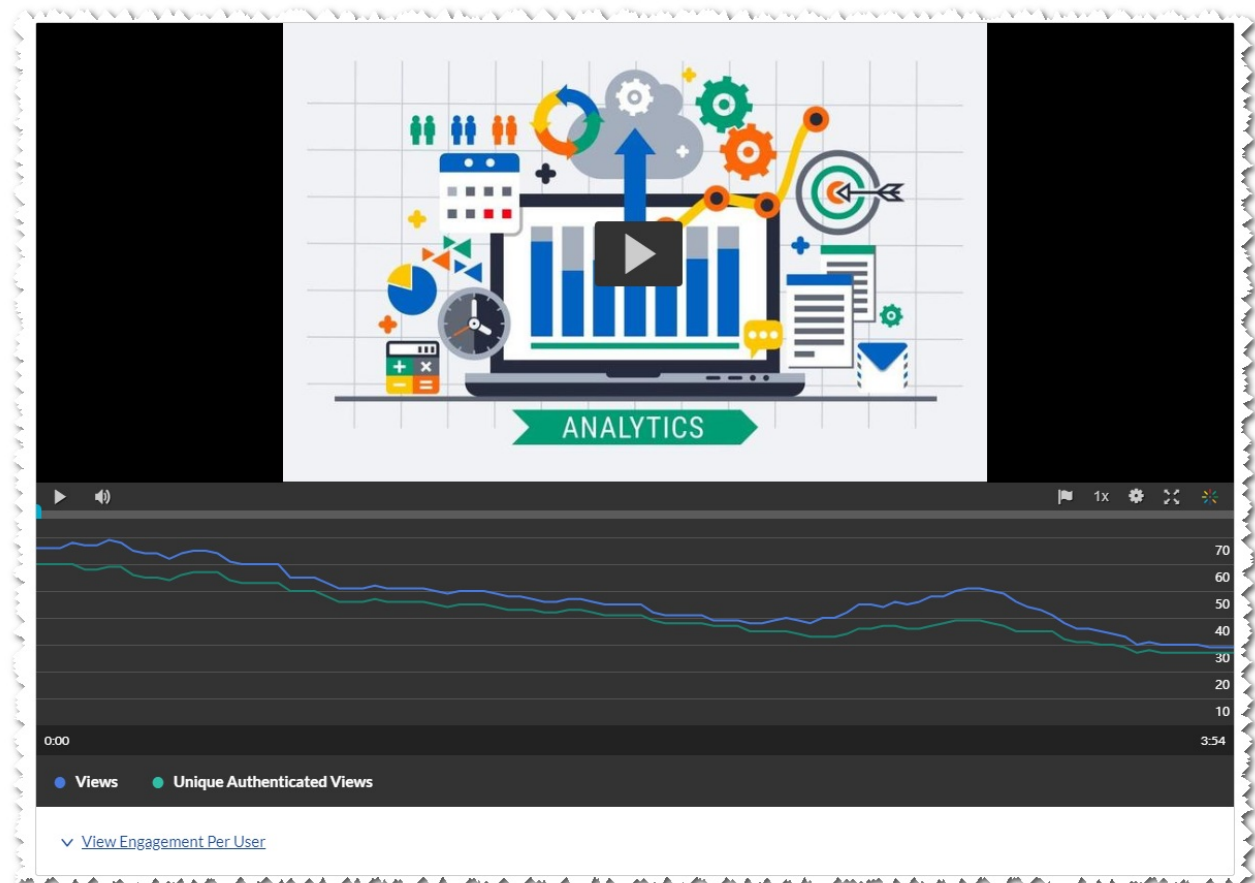 ANALYTICS
1x
70
60
50
40
30
20
10
0:00
3:54
Views
Unique Authenticated Views
View Engagement Per User